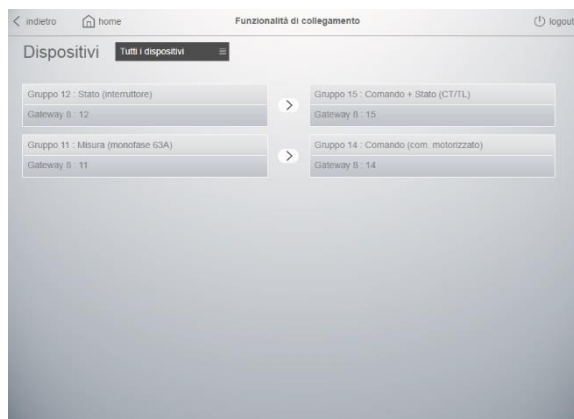 indietro
home
Funzionalità di collegamento
logout
Dispositivi
Tutti i dispositivi
Gruppo 12 : Stato (interruttore)
Gateway 8 : 12
Gruppo 15 : Comando + Stato (CT/TL)
Gateway 8 : 15
Gruppo 11 : Misura (monofase 63A)
Gateway 8 : 11
Gruppo 14 : Comando (com. motorizzato)
Gateway 8 : 14